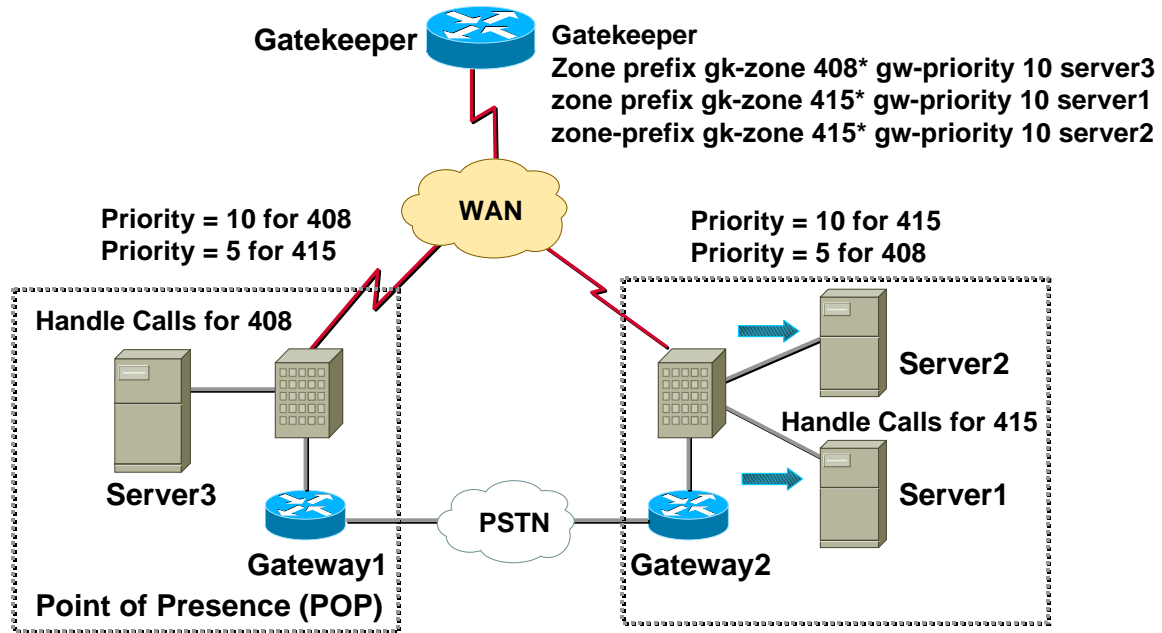 Gatekeeper
Gatekeeper
Zone prefix gk-zone 408* gw-priority 10 server3
zone prefix gk-zone 415* gw-priority 10 server1
zone-prefix gk-zone 415* gw-priority 10 server2
WAN
Priority = 10 for 408
Priority = 5 for 415
Priority = 10 for 415
Priority = 5 for 408
Handle Calls for 408
Server3
Gateway1
Point of Presence (POP)
PSTN
Server2
Handle Calls for 415
Server1
Gateway2